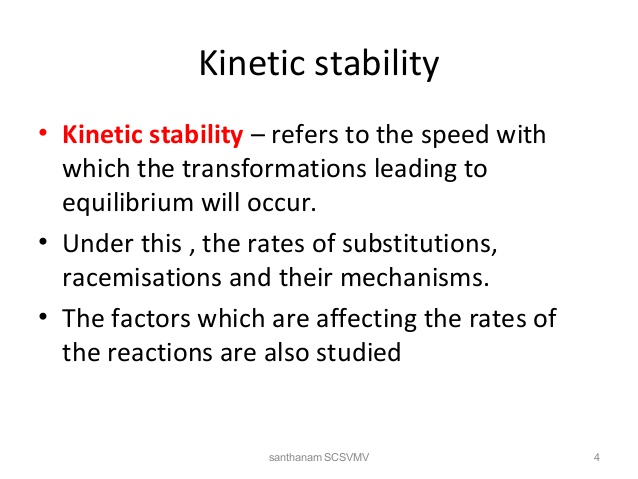 Kinetic stability
• Kinetic stability – refers to the speed with
which the transformations leading to
equilibrium will occur.
• Under this , the rates of substitutions,
racemisations and their mechanisms.
• The factors which are affecting the rates of
the reactions are also studied
santhanam SCSVMV 4